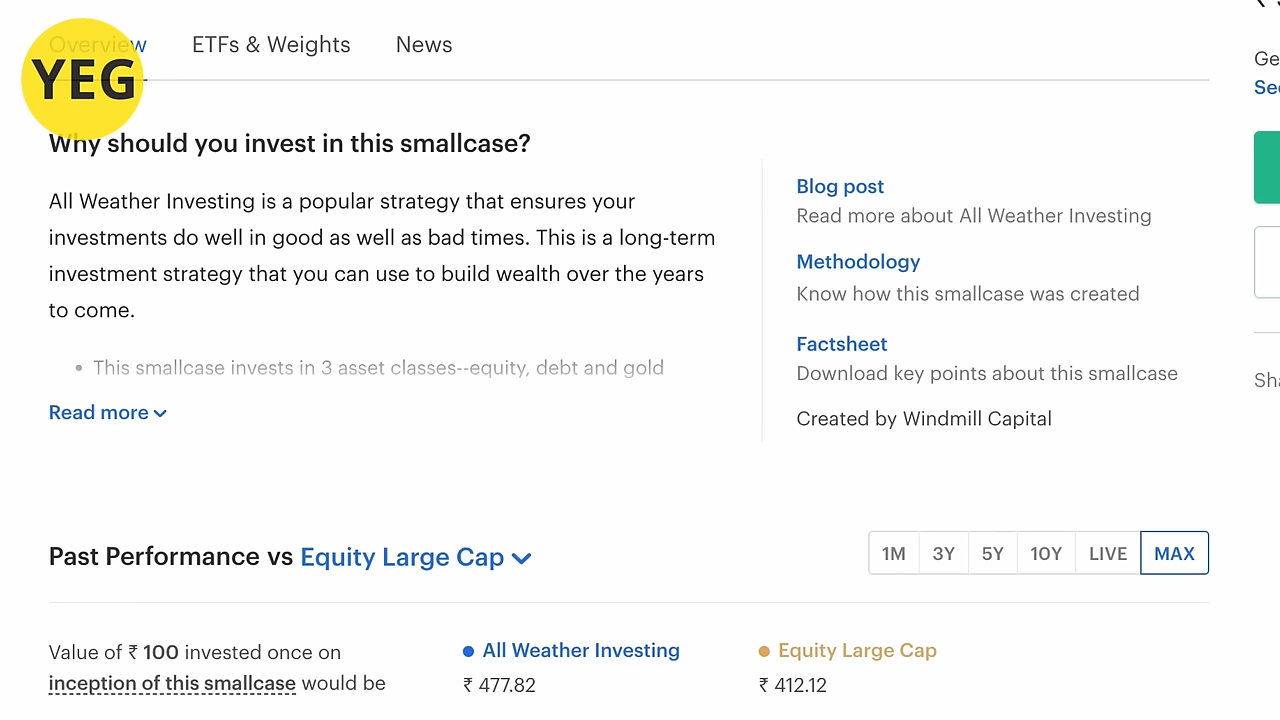 Overview ETFs & Weights News
YEG
Why should you invest in this smallcase?
All Weather Investing is a popular strategy that ensures your
investments do well in good as well as bad times. This is a long-term
investment strategy that you can use to build wealth over the years
to come.
• This smallcase invests in 3 asset classes--equity, debt and gold
Read more
Blog post
Read more about All Weather Investing
Methodology
Know how this smallcase was created
Factsheet
Download key points about this smallcase
Created by Windmill Capital
Past Performance vs Equity Large Cap
1M 3Y 5Y 10Y LIVE MAX
Value of ₹ 100 invested once on
inception of this smallcase would be
All Weather Investing
₹ 477.82
Equity Large Cap
₹ 412.12